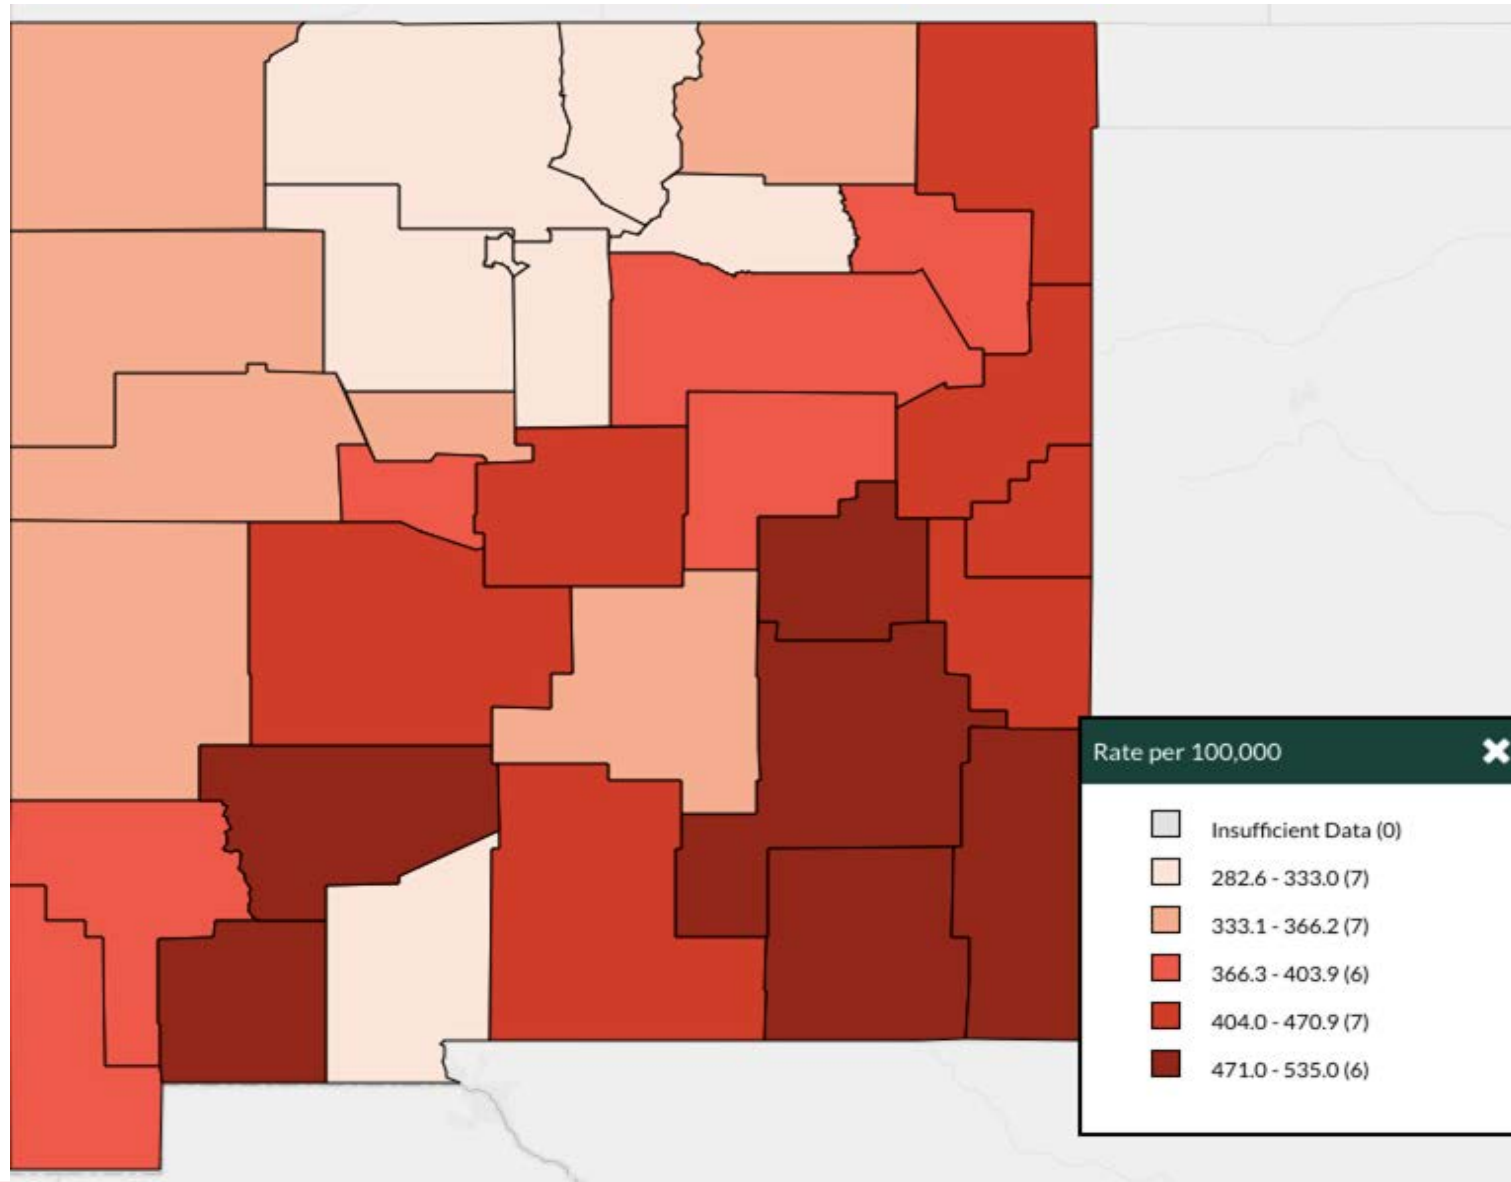 Rate per 100,000
Insufficient Data (0)
282.6 - 333.0 (7)
333.1 - 366.2 (7)
366.3 - 403.9 (6)
404.0 - 470.9 (7)
471.0 - 535.0 (6)